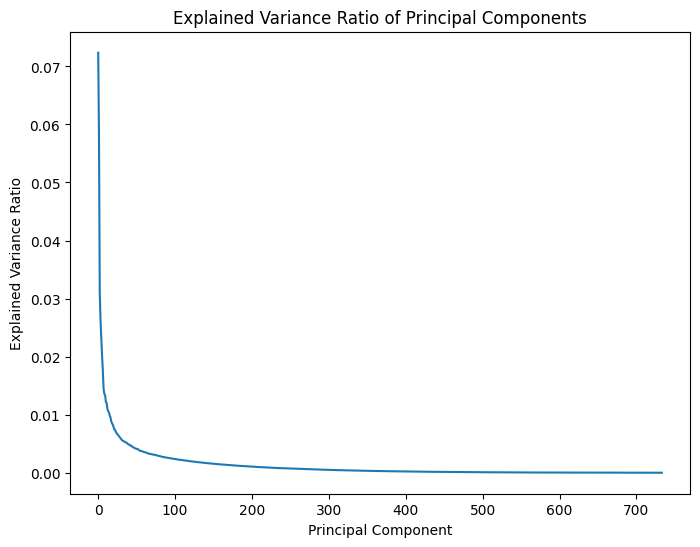 Explained Variance Ratio of Principal Components
Explained Variance Ratio
0.07
0.06
0.05
0.04
0.03
0.02
0.01
0.00
0 100 200 300 400 500 600 700
Principal Component